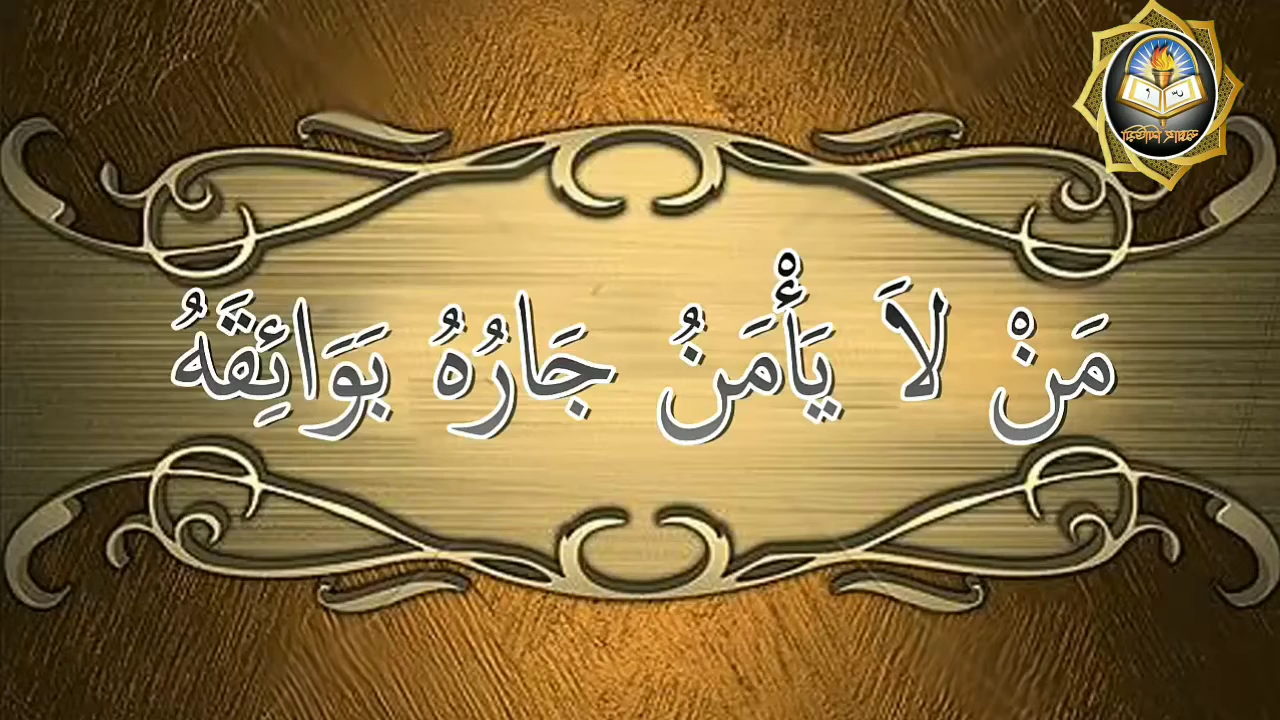 مَنْ لاَ يَأْمَنُ جَارُهُ بَوَائِقَهُ